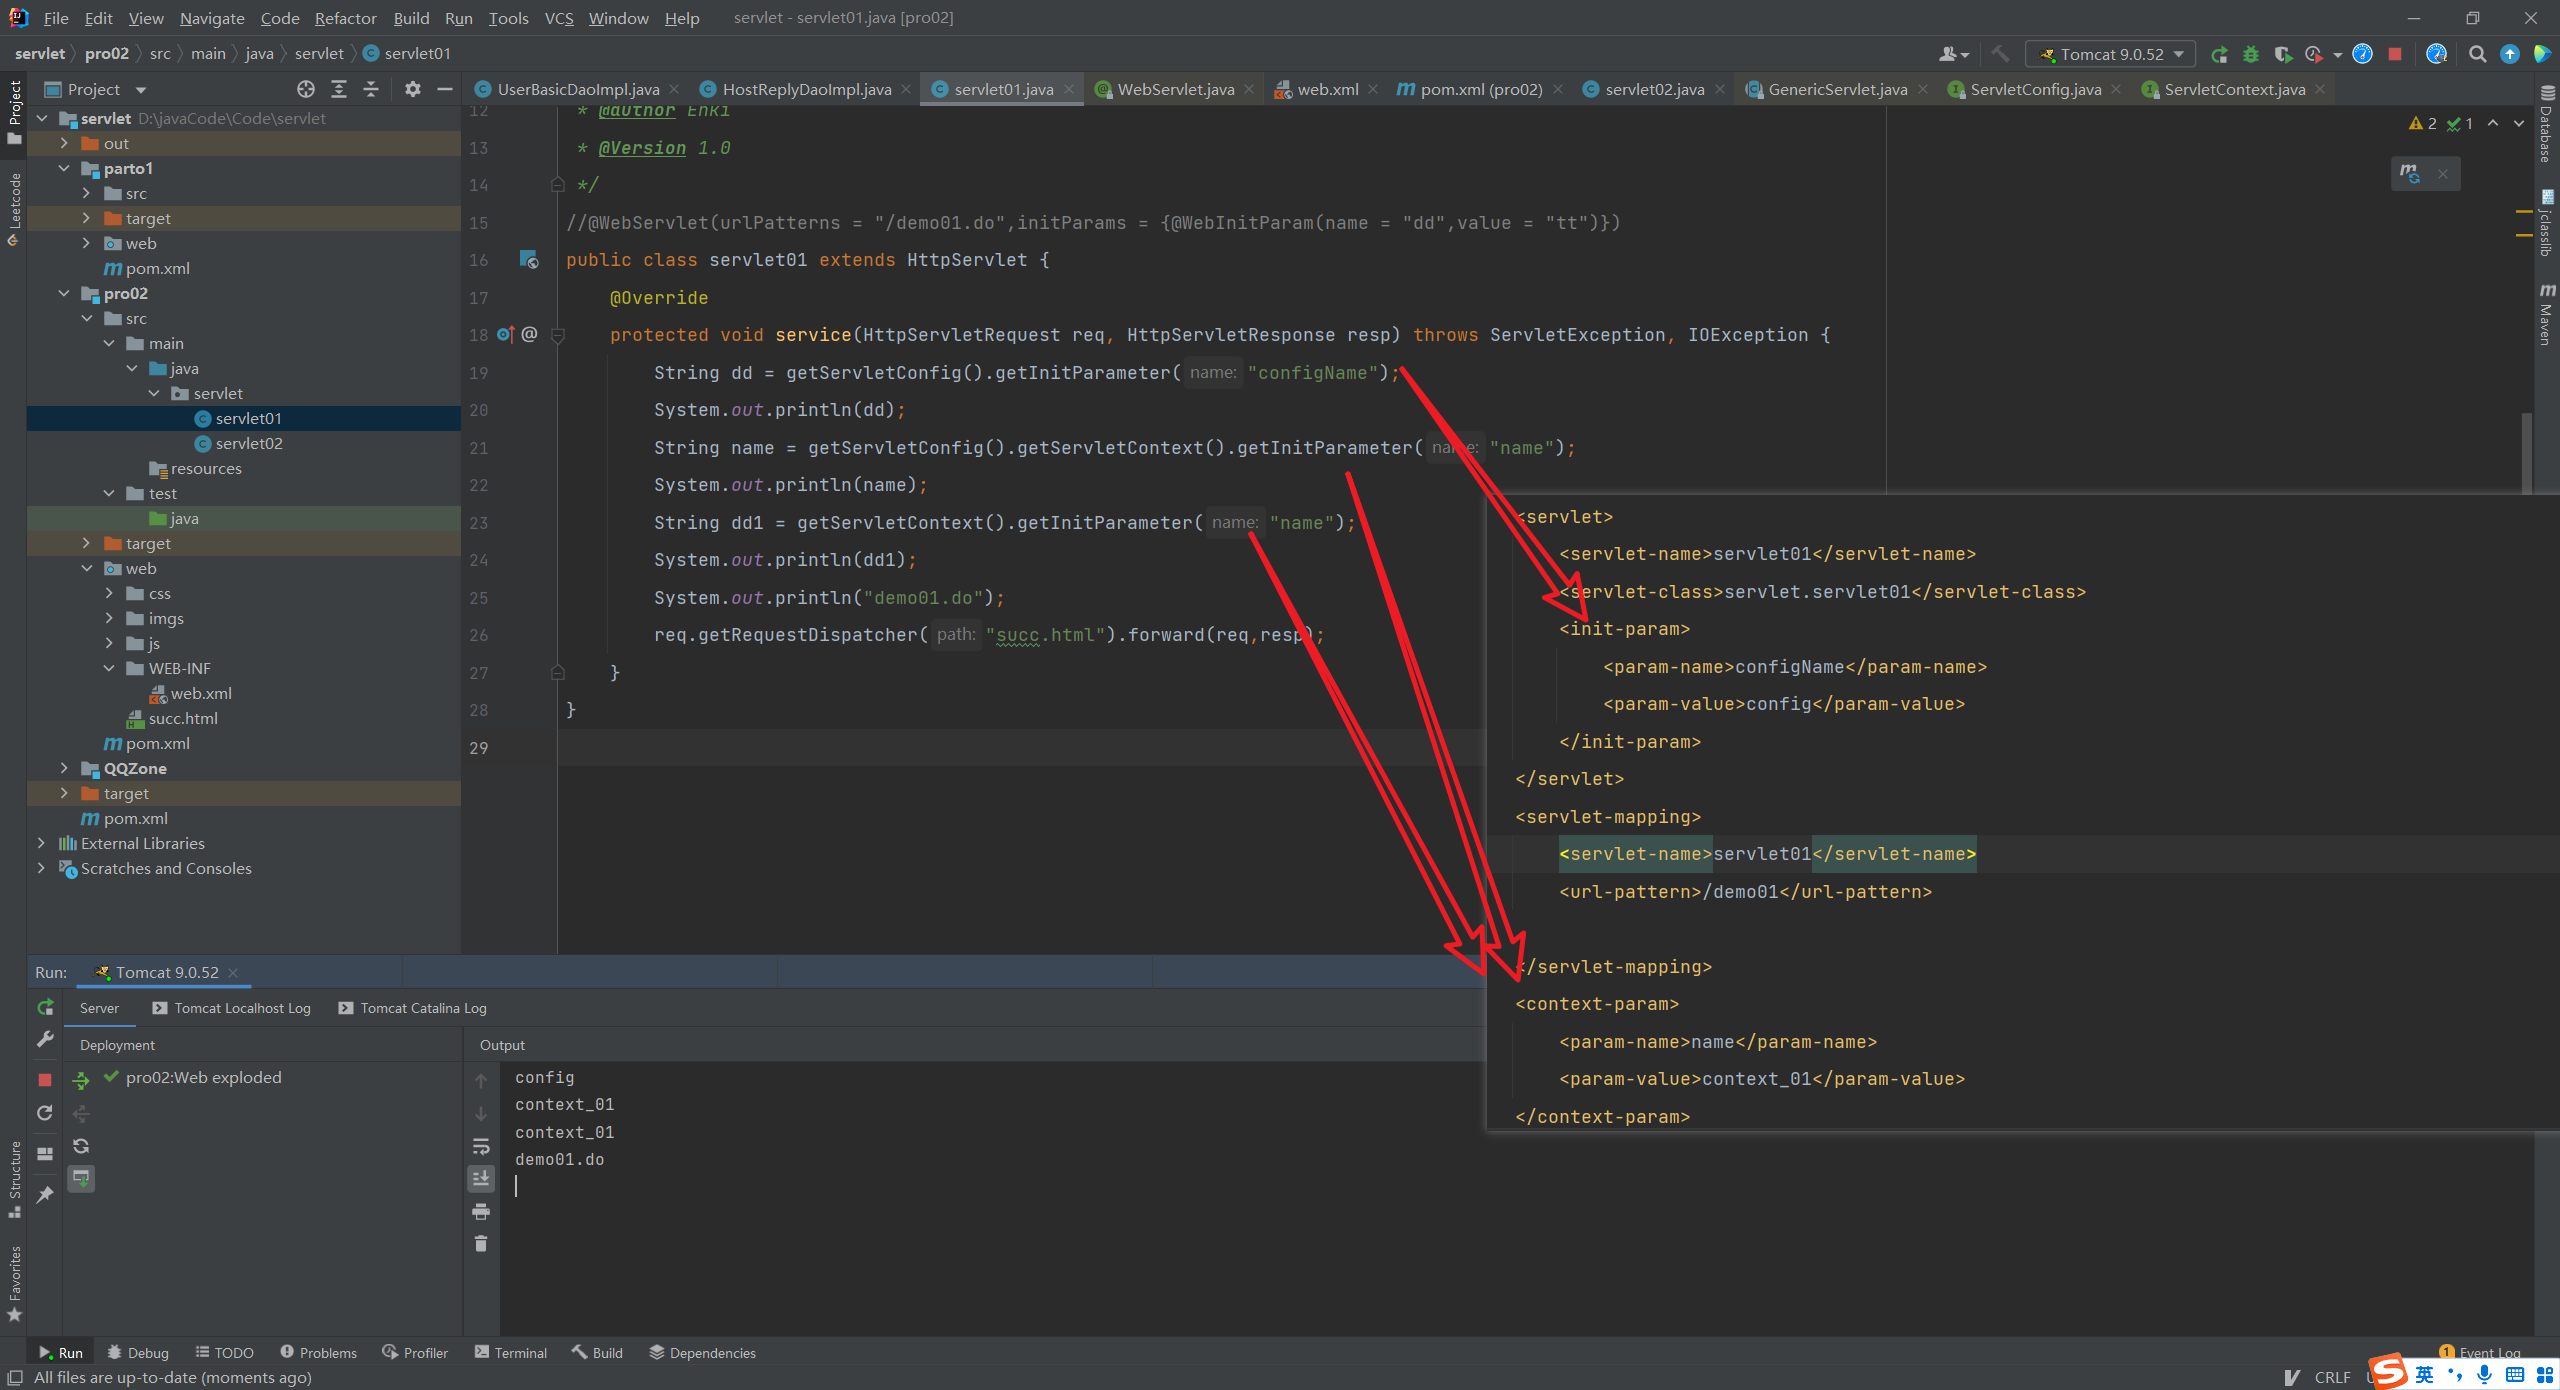 File Edit View Navigate Code Refactor Build Run Tools VCS Window Help servlet - servlet01.java [pro02]
servlet pro02 src main java servlet servlet01
Tomcat 9.0.52
Project
UserBasicDaoImpl.java HostReplyDaoImpl.java servlet01.java WebServlet.java web.xml pom.xml (pro02) servlet02.java GenericServlet.java ServletConfig.java ServletContext.java
Project
Leetcode
Structure
Favorites
Database
jclasslib
Maven
servlet D:\javaCode\Code\servlet
out
parto1
src
target
web
pom.xml
pro02
src
main
java
servlet
servlet01
servlet02
resources
test
java
target
web
css
imgs
js
WEB-INF
web.xml
succ.html
pom.xml
QQZone
target
pom.xml
External Libraries
Scratches and Consoles
2 1
12 * @author Enki
13 * @Version 1.0
14 */
15 //@WebServlet(urlPatterns = "/demo01.do",initParams = {@WebInitParam(name = "dd",value = "tt")})
16 public class servlet01 extends HttpServlet {
17 @Override
18 @ protected void service(HttpServletRequest req, HttpServletResponse resp) throws ServletException, IOException {
19 String dd = getServletConfig().getInitParameter( name: "configName");
20 System.out.println(dd);
21 String name = getServletConfig().getServletContext().getInitParameter( name: "name");
22 System.out.println(name);
23 String dd1 = getServletContext().getInitParameter( name: "name");
24 System.out.println(dd1);
25 System.out.println("demo01.do");
26 req.getRequestDispatcher( path: "succ.html").forward(req,resp);
27 }
28 }
29
<servlet>
<servlet-name>servlet01</servlet-name>
<servlet-class>servlet.servlet01</servlet-class>
<init-param>
<param-name>configName</param-name>
<param-value>config</param-value>
</init-param>
</servlet>
<servlet-mapping>
<servlet-name>servlet01</servlet-name>
<url-pattern>/demo01</url-pattern>
</servlet-mapping>
<context-param>
<param-name>name</param-name>
<param-value>context_01</param-value>
</context-param>
Run: Tomcat 9.0.52
Server Tomcat Localhost Log Tomcat Catalina Log
Deployment
pro02:Web exploded
Output
config
context_01
context_01
demo01.do
Run Debug TODO Problems Profiler Terminal Build Dependencies
1 Event Log
All files are up-to-date (moments ago)
CRLF
英